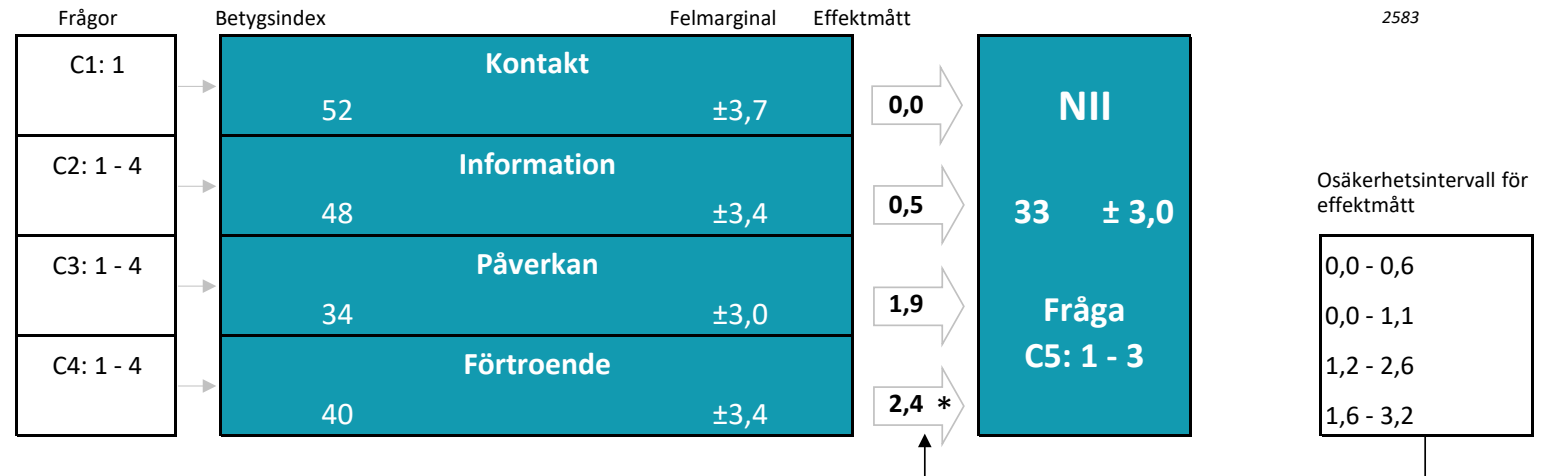 Frågor Betygsindex Felmarginal Effektmått 2583
C1: 1
Kontakt
52 ±3,7
0,0
C2: 1 - 4
Information
48 ±3,4
0,5
C3: 1 - 4
Påverkan
34 ±3,0
1,9
C4: 1 - 4
Förtroende
40 ±3,4
2,4 *
NII
33 ± 3,0
Fråga
C5: 1 - 3
Osäkerhetsintervall för
effektmått
0,0 - 0,6
0,0 - 1,1
1,2 - 2,6
1,6 - 3,2